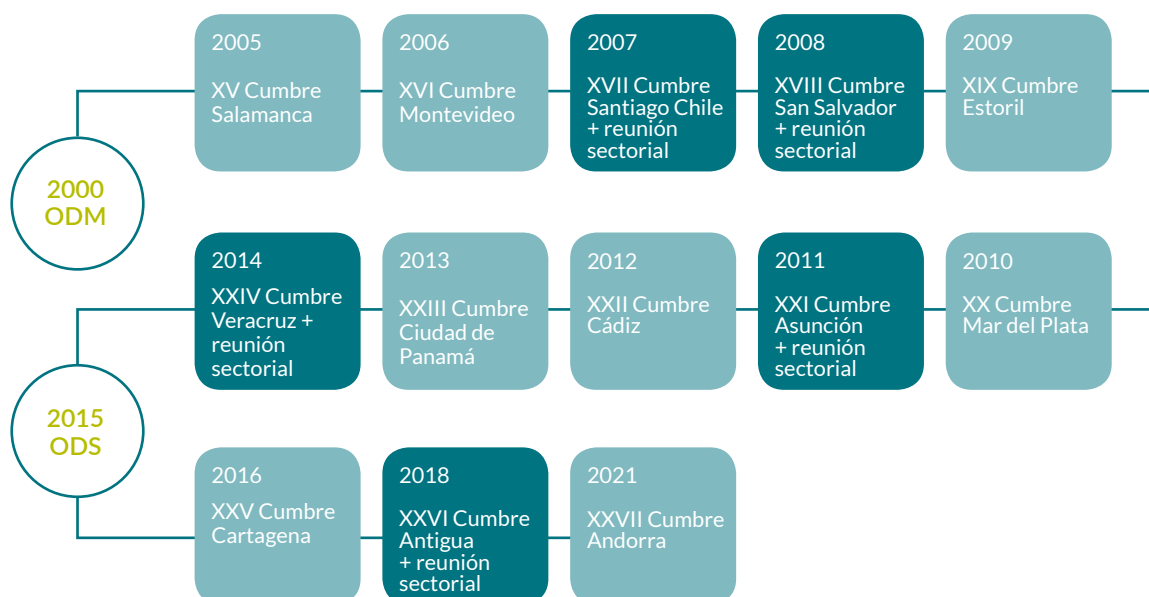 2000
ODM
2005
XV Cumbre
Salamanca
2006
XVI Cumbre
Montevideo
2007
XVII Cumbre
Santiago Chile
+ reunión
sectorial
2008
XVIII Cumbre
San Salvador
+ reunión
sectorial
2009
XIX Cumbre
Estoril
2014
XXIV Cumbre
Veracruz +
reunión
sectorial
2013
XXIII Cumbre
Ciudad de
Panamá
2012
XXII Cumbre
Cádiz
2011
XXI Cumbre
Asunción
+ reunión
sectorial
2010
XX Cumbre
Mar del Plata
2015
ODS
2016
XXV Cumbre
Cartagena
2018
XXVI Cumbre
Antigua
+ reunión
sectorial
2021
XXVII Cumbre
Andorra